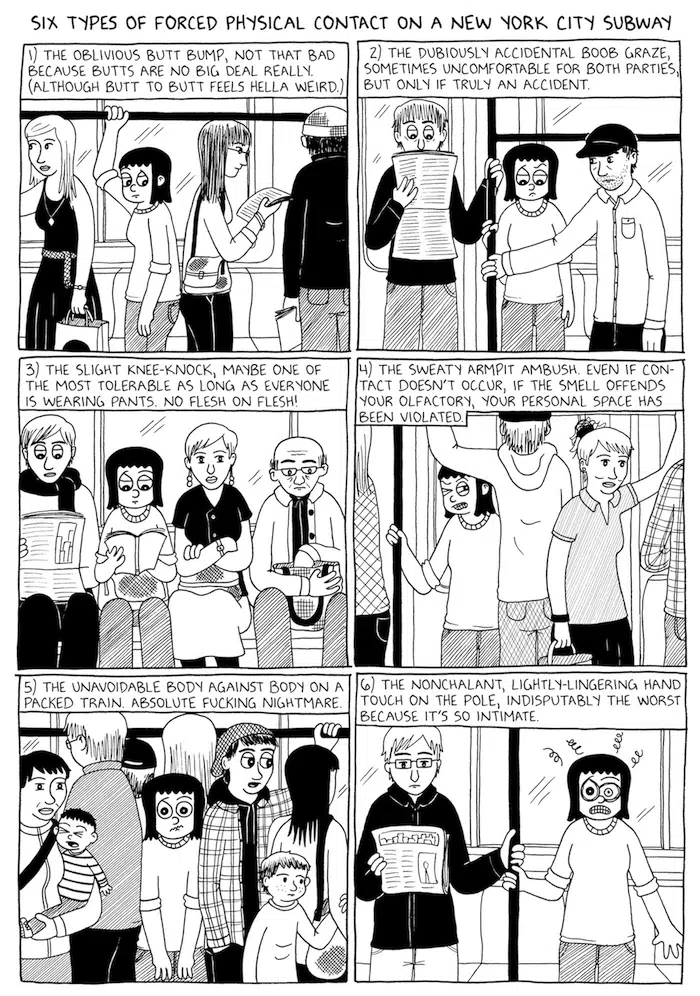 SIX TYPES OF FORCED PHYSICAL CONTACT ON A NEW YORK CITY SUBWAY
1) THE OBLIVIOUS BUTT BUMP, NOT THAT BAD
BECAUSE BUTTS ARE NO BIG DEAL REALLY.
(ALTHOUGH BUTT TO BUTT FEELS HELLA WEIRD.)
2) THE DUBIOUSLY ACCIDENTAL BOOB GRAZE,
SOMETIMES UNCOMFORTABLE FOR BOTH PARTIES,
BUT ONLY IF TRULY AN ACCIDENT.
3) THE SLIGHT KNEE-KNOCK, MAYBE ONE OF
THE MOST TOLERABLE AS LONG AS EVERYONE
IS WEARING PANTS. NO FLESH ON FLESH!
4) THE SWEATY ARMPIT AMBUSH. EVEN IF CON-
TACT DOESN'T OCCUR, IF THE SMELL OFFENDS
YOUR OLFACTORY, YOUR PERSONAL SPACE HAS
BEEN VIOLATED.
5) THE UNAVOIDABLE BODY AGAINST BODY ON A
PACKED TRAIN. ABSOLUTE FUCKING NIGHTMARE.
6) THE NONCHALANT, LIGHTLY-LINGERING HAND
TOUCH ON THE POLE, INDISPUTABLY THE WORST
BECAUSE IT'S SO INTIMATE.